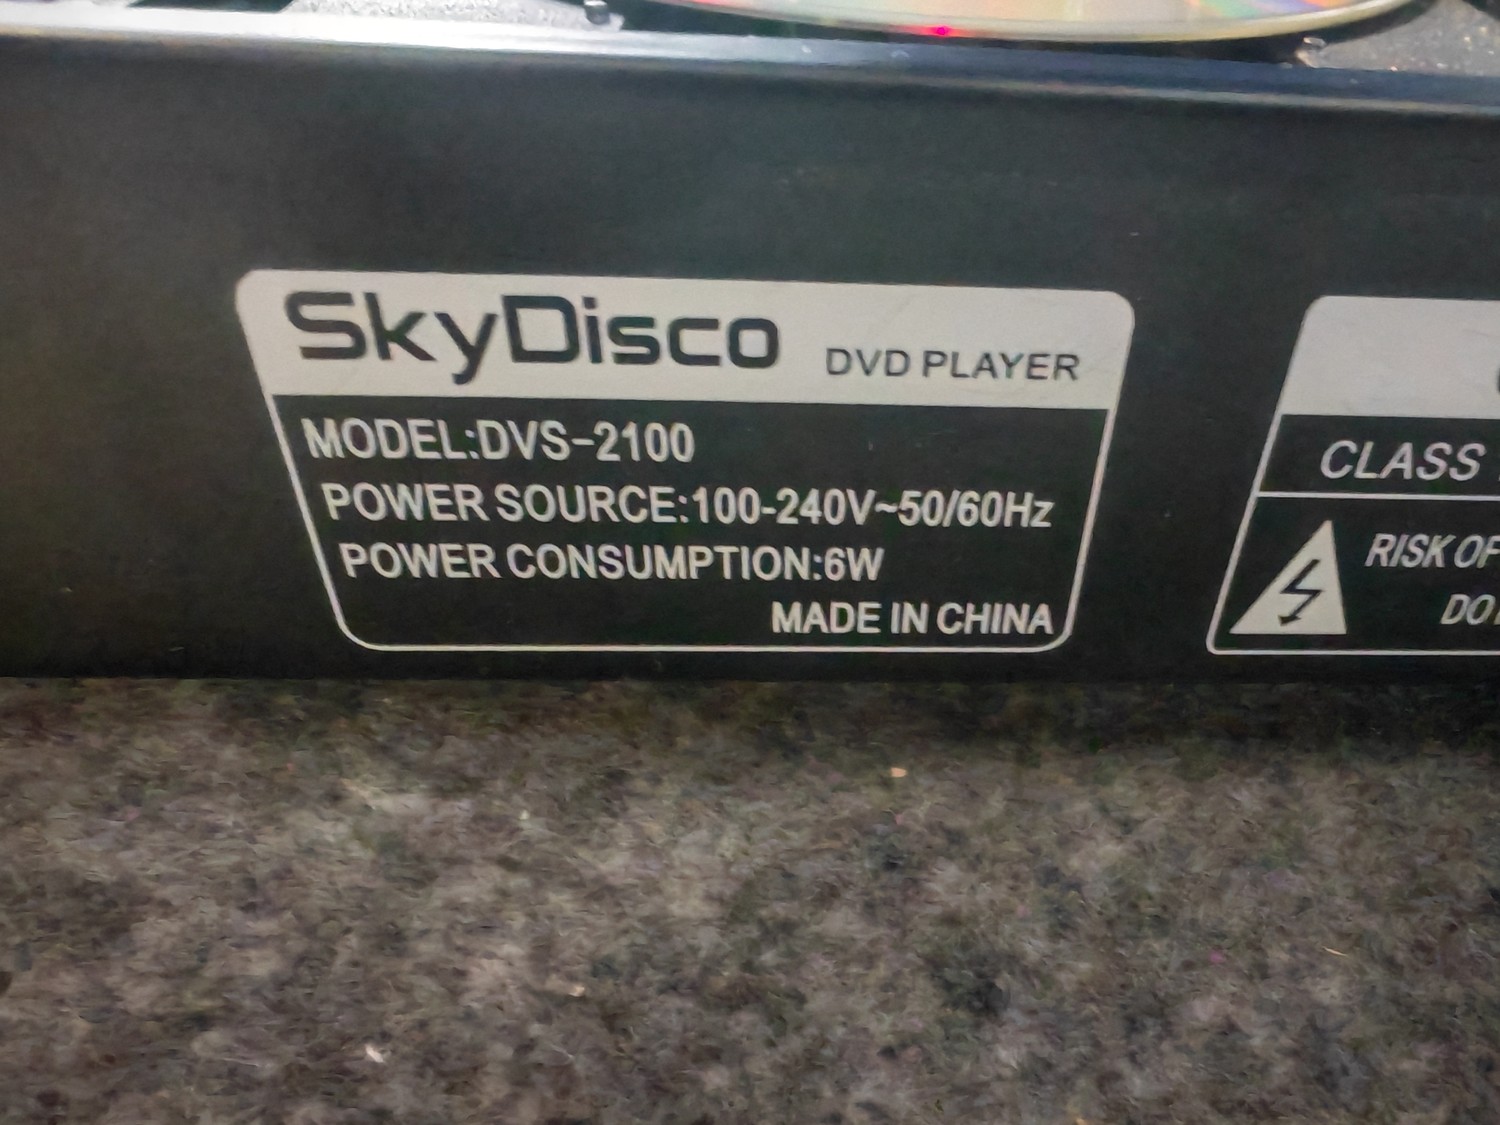 SkyDisco DVD PLAYER
MODEL:DVS-2100
POWER SOURCE:100-240V~50/60Hz
POWER CONSUMPTION:6W
MADE IN CHINA
CLASS
RISK OF
DO